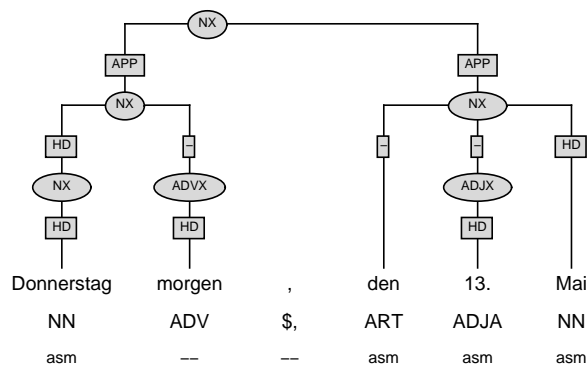 NX
APP APP
NX NX
HD – – – HD
NX ADVX ADJX
HD HD HD
Donnerstag morgen , den 13. Mai
NN ADV $, ART ADJA NN
asm –– –– asm asm asm